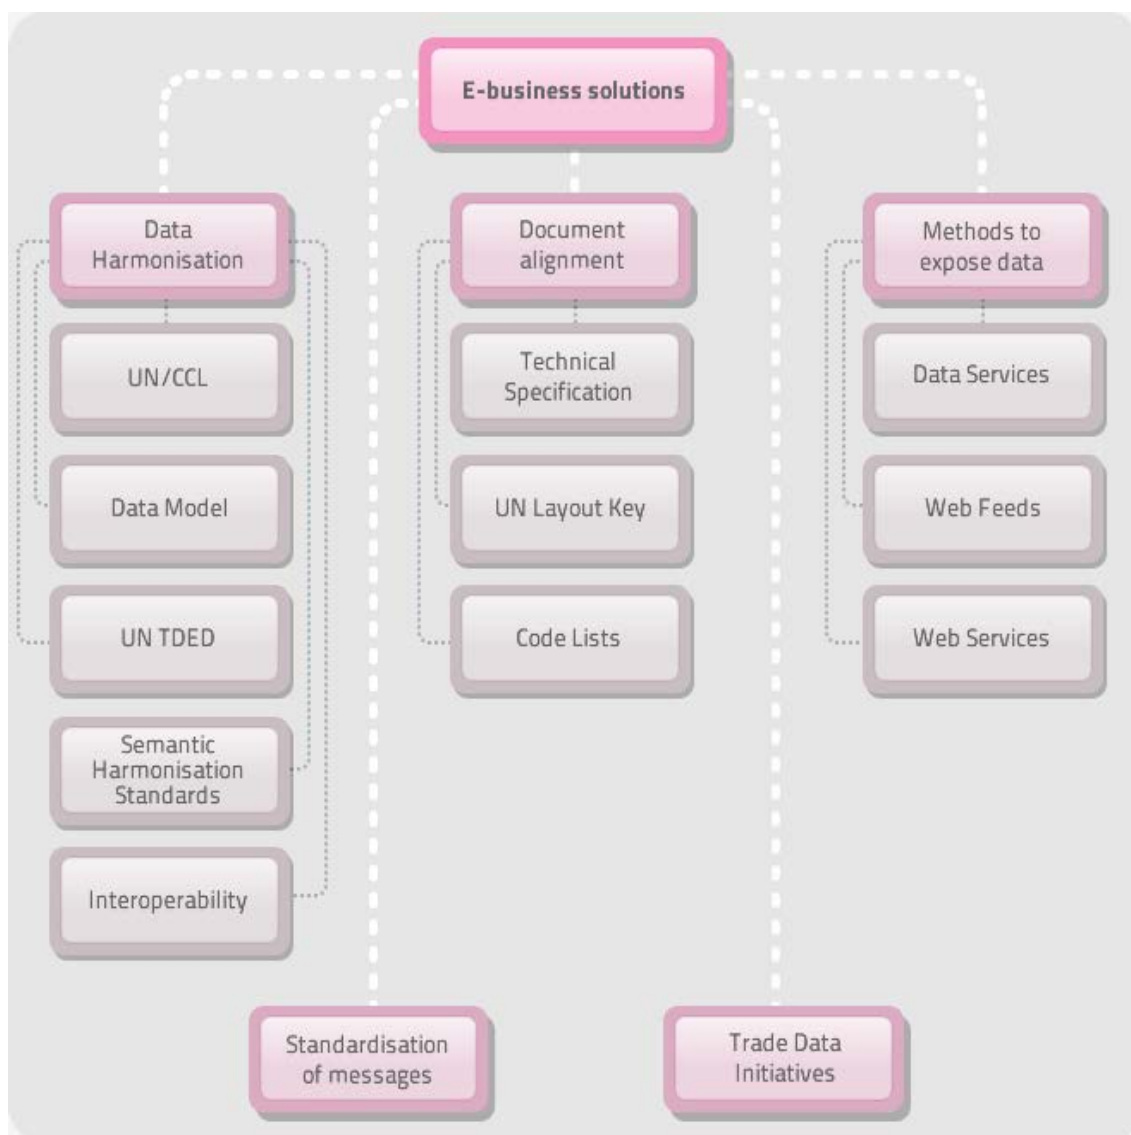 E-business solutions
Data
Harmonisation
UN/CCL
Data Model
UN TDED
Semantic
Harmonisation
Standards
Interoperability
Document
alignment
Technical
Specification
UN Layout Key
Code Lists
Methods to
expose data
Data Services
Web Feeds
Web Services
Standardisation
of messages
Trade Data
Initiatives